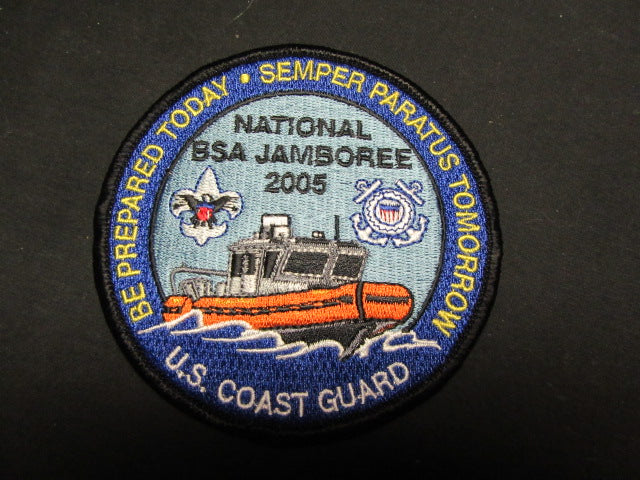 BE PREPARED TODAY • SEMPER PARATUS TOMORROW
NATIONAL
BSA JAMBOREE
2005
U.S. COAST GUARD